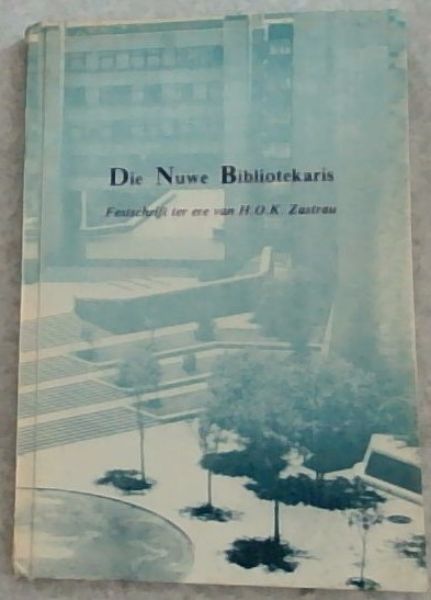 Die Nuwe Bibliotekaris
Festschrift ter ere van H.O.K. Zastrau